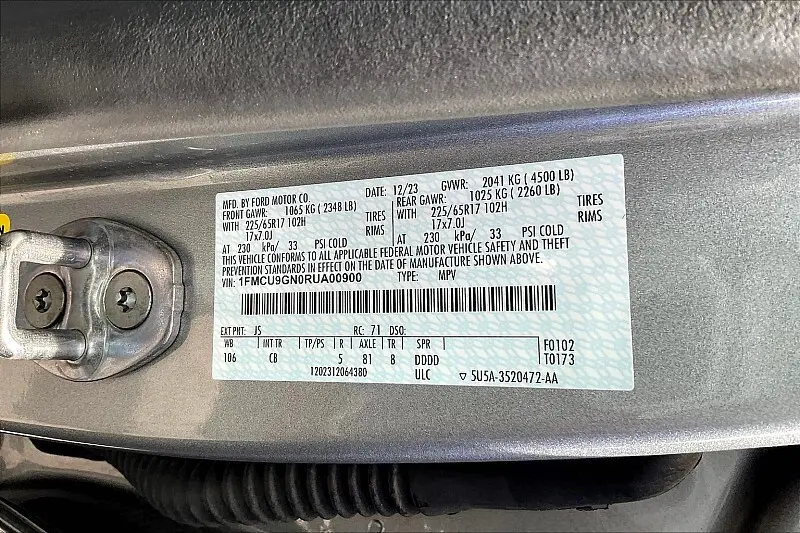 MFD. BY FORD MOTOR CO.
DATE: 12/23 GVWR: 2041 KG ( 4500 LB)
FRONT GAWR: 1065 KG ( 2348 LB)
REAR GAWR: 1025 KG ( 2260 LB)
WITH 225/65R17 102H TIRES
WITH 225/65R17 102H TIRES
17x7.0J RIMS
17x7.0J RIMS
AT 230 kPa/ 33 PSI COLD
AT 230 kPa/ 33 PSI COLD
THIS VEHICLE CONFORMS TO ALL APPLICABLE FEDERAL MOTOR VEHICLE SAFETY AND THEFT
PREVENTION STANDARDS IN EFFECT ON THE DATE OF MANUFACTURE SHOWN ABOVE.
VIN: 1FMCU9GN0RUA00900 TYPE: MPV
EXT PNT: JS RC: 71 DSO:
WB INT TR TP/PS R AXLE TR SPR
106 CB 5 81 8 DDDD
F0102
T0173
1202312064380 ULC ▽ 5U5A-3520472-AA